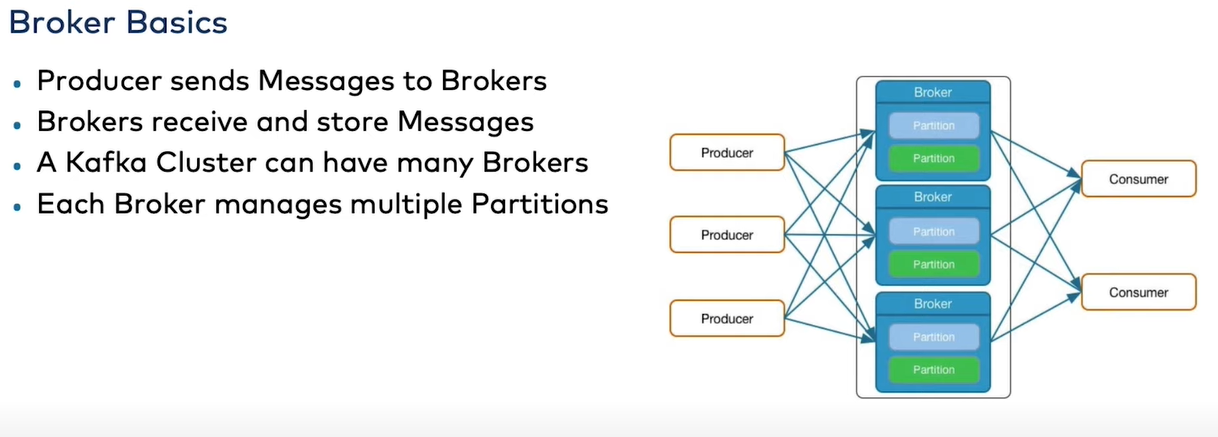 Broker Basics
Producer sends Messages to Brokers
Brokers receive and store Messages
A Kafka Cluster can have many Brokers
Each Broker manages multiple Partitions
Producer
Producer
Producer
Broker
Partition
Partition
Broker
Partition
Partition
Broker
Partition
Partition
Consumer
Consumer